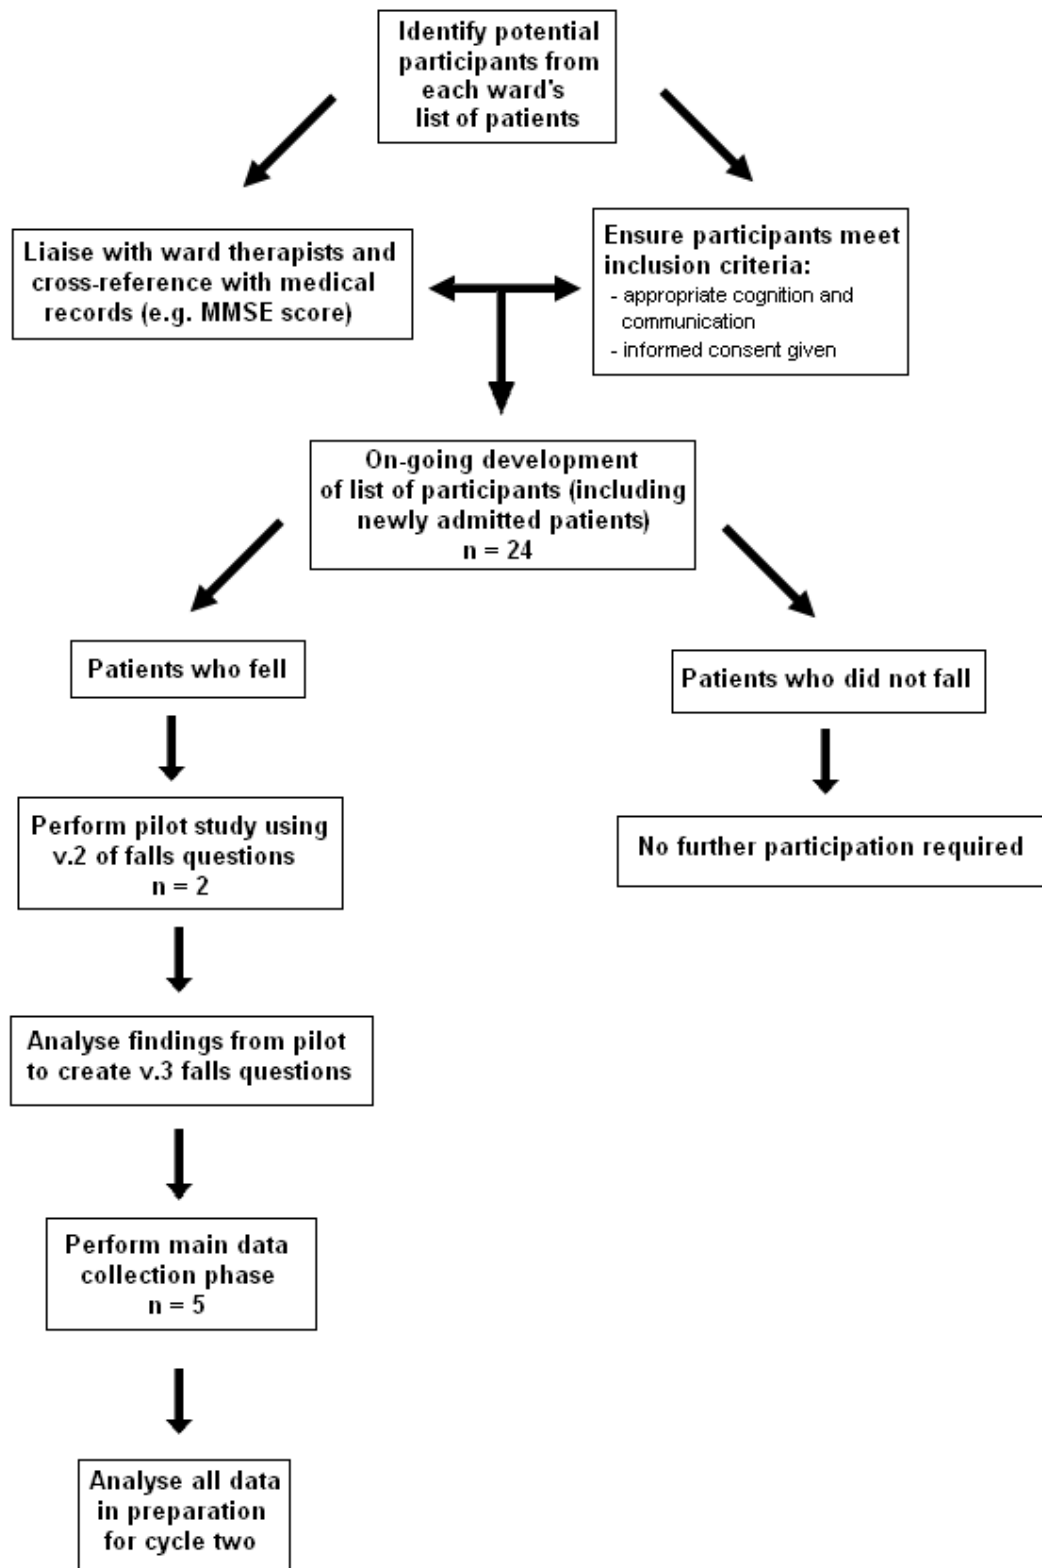 Identify potential
participants from
each ward's
list of patients
Liaise with ward therapists and
cross-reference with medical
records (e.g. MMSE score)
Ensure participants meet
inclusion criteria:
- appropriate cognition and
communication
- informed consent given
On-going development
of list of participants (including
newly admitted patients)
n = 24
Patients who fell
Patients who did not fall
Perform pilot study using
v.2 of falls questions
n = 2
No further participation required
Analyse findings from pilot
to create v.3 falls questions
Perform main data
collection phase
n = 5
Analyse all data
in preparation
for cycle two